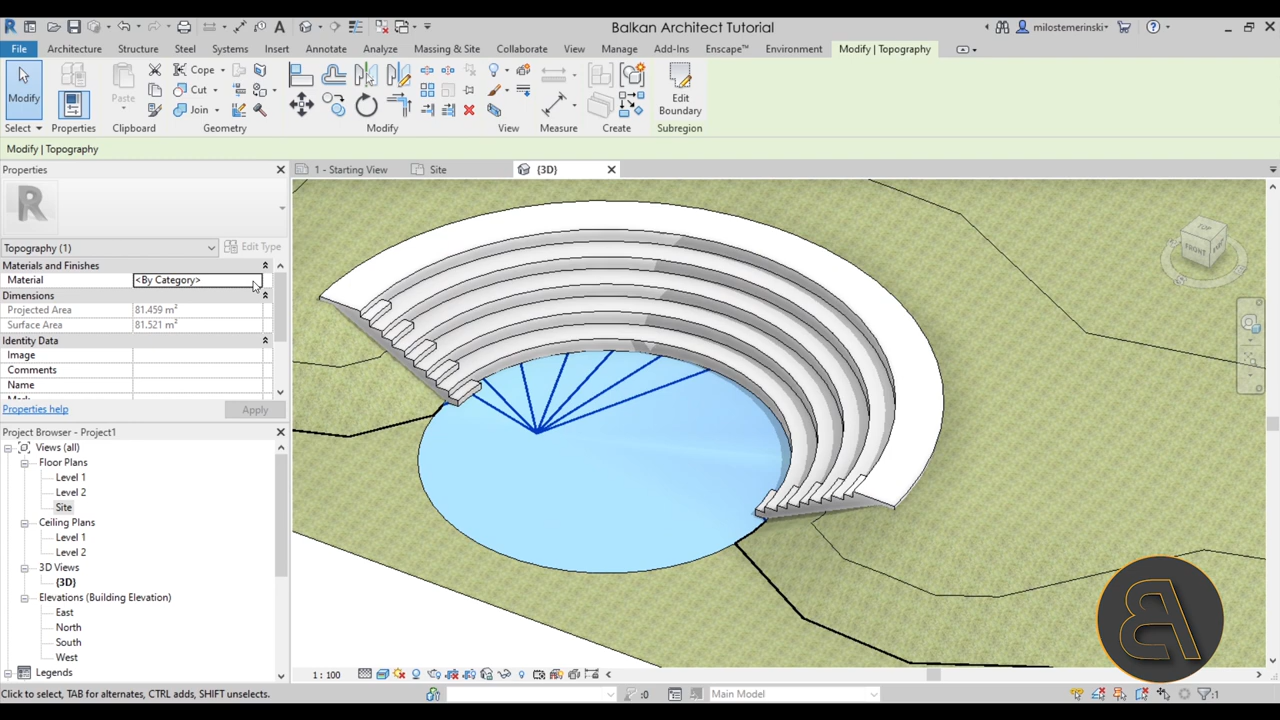 Balkan Architect Tutorial
milostemerinski
File Architecture Structure Steel Systems Insert Annotate Analyze Massing & Site Collaborate View Manage Add-Ins Enscape™ Environment Modify | Topography
Modify Paste Cope Cut Join Edit Boundary
Select Properties Clipboard Geometry Modify View Measure Create Subregion
Modify | Topography
Properties
1 - Starting View Site {3D}
Topography (1) Edit Type
Materials and Finishes
Material <By Category>
Dimensions
Projected Area 81.459 m²
Surface Area 81.521 m²
Identity Data
Image
Comments
Name
Properties help Apply
Project Browser - Project1
Views (all)
Floor Plans
Level 1
Level 2
Site
Ceiling Plans
Level 1
Level 2
3D Views
{3D}
Elevations (Building Elevation)
East
North
South
West
Legends
TOP
FRONT
1 : 100
Click to select, TAB for alternates, CTRL adds, SHIFT unselects.
:0
Main Model
:1